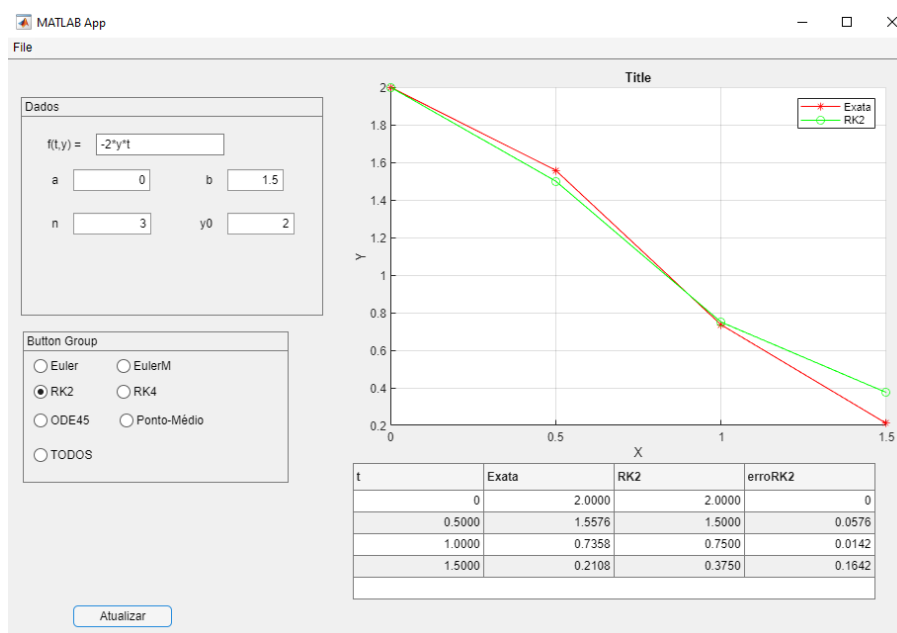 MATLAB App
File
Dados
f(t,y) = -2*y*t
a 0 b 1.5
n 3 y0 2
Button Group
Euler EulerM
RK2 RK4
ODE45 Ponto-Médio
TODOS
Atualizar
Title
Exata
RK2
2
1.8
1.6
1.4
1.2
1
0.8
0.6
0.4
0.2
Y
0 0.5 1 1.5
X
t Exata RK2 erroRK2
0 2.0000 2.0000 0
0.5000 1.5576 1.5000 0.0576
1.0000 0.7358 0.7500 0.0142
1.5000 0.2108 0.3750 0.1642